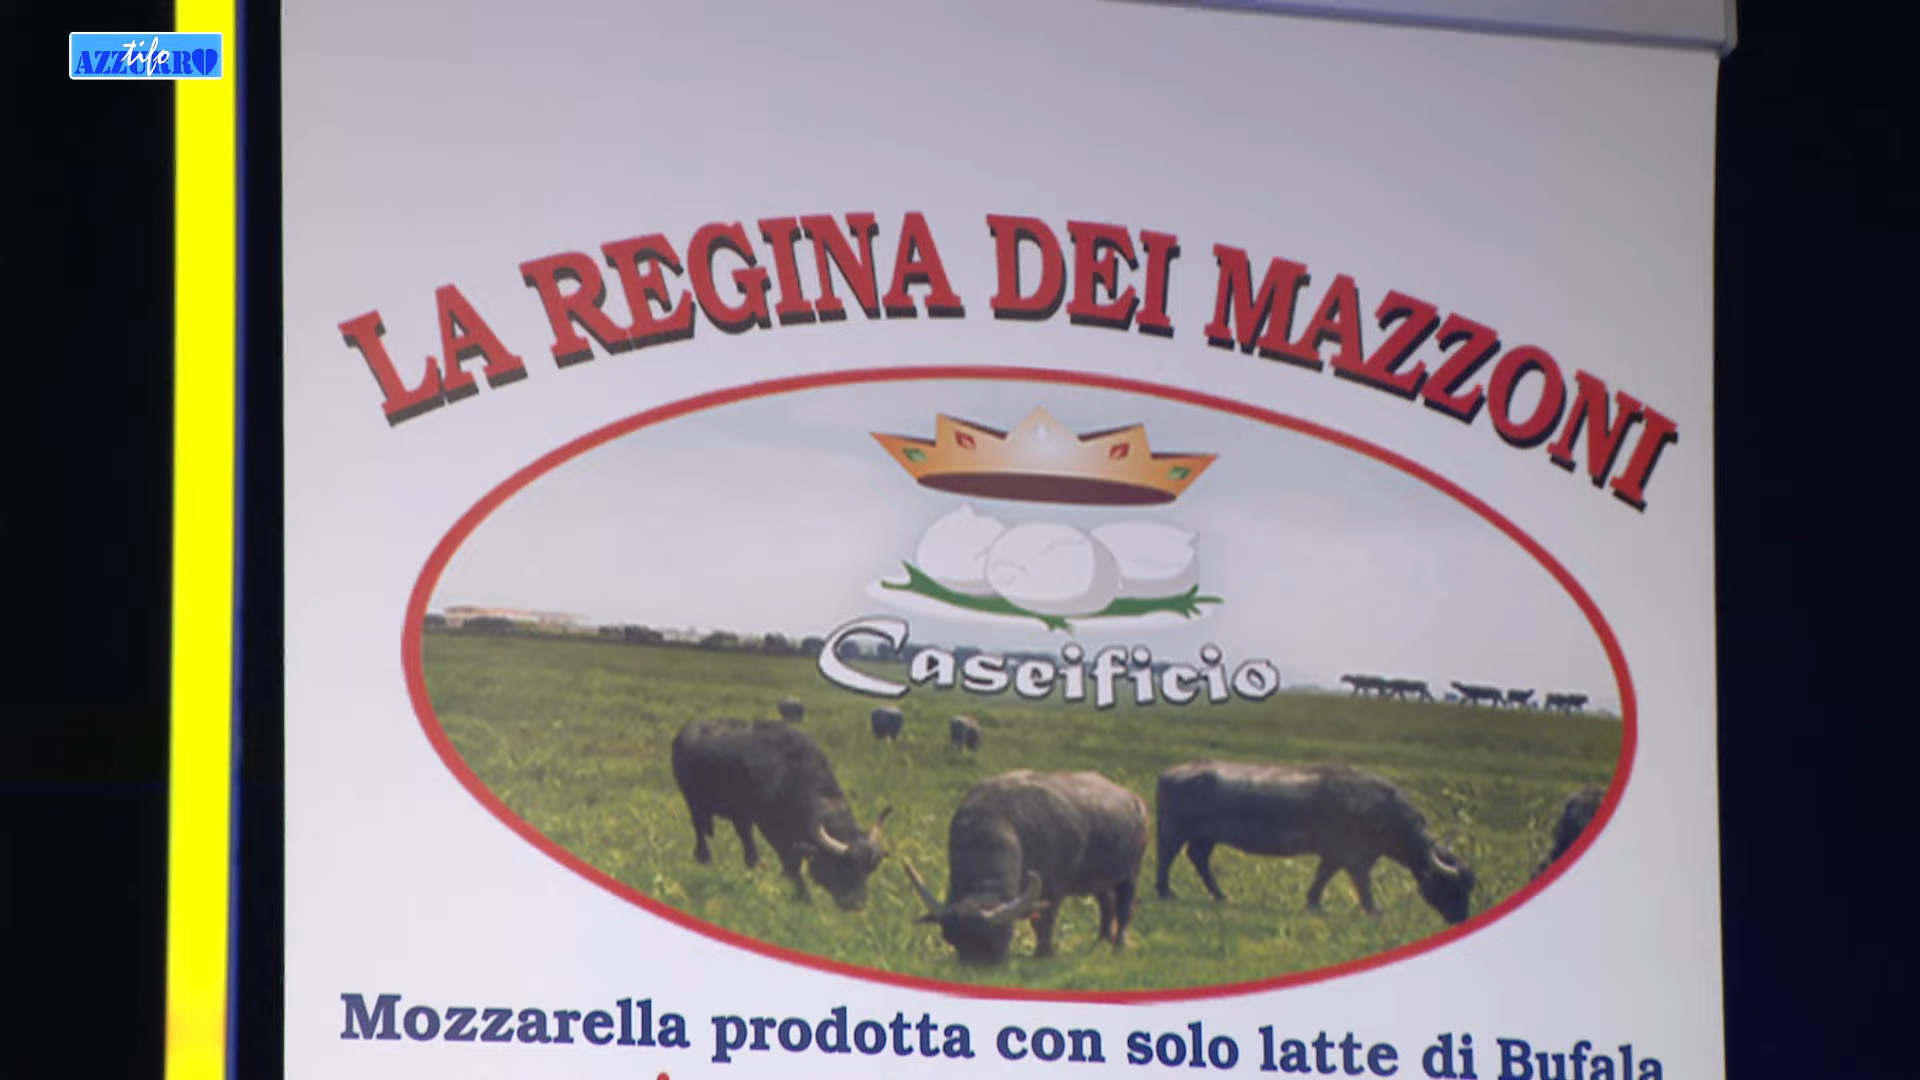 AZZURRO
tifo
LA REGINA DEI MAZZONI
Caseificio
Mozzarella prodotta con solo latte di Bufala